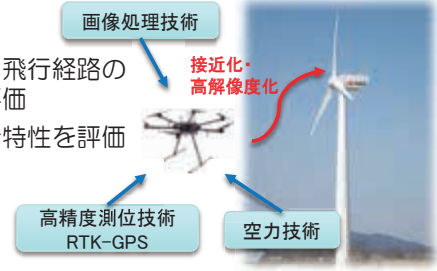 画像処理技術
飛行経路の
価
特性を評価
接近化・
高解像度化
高精度測位技術
RTK-GPS
空力技術